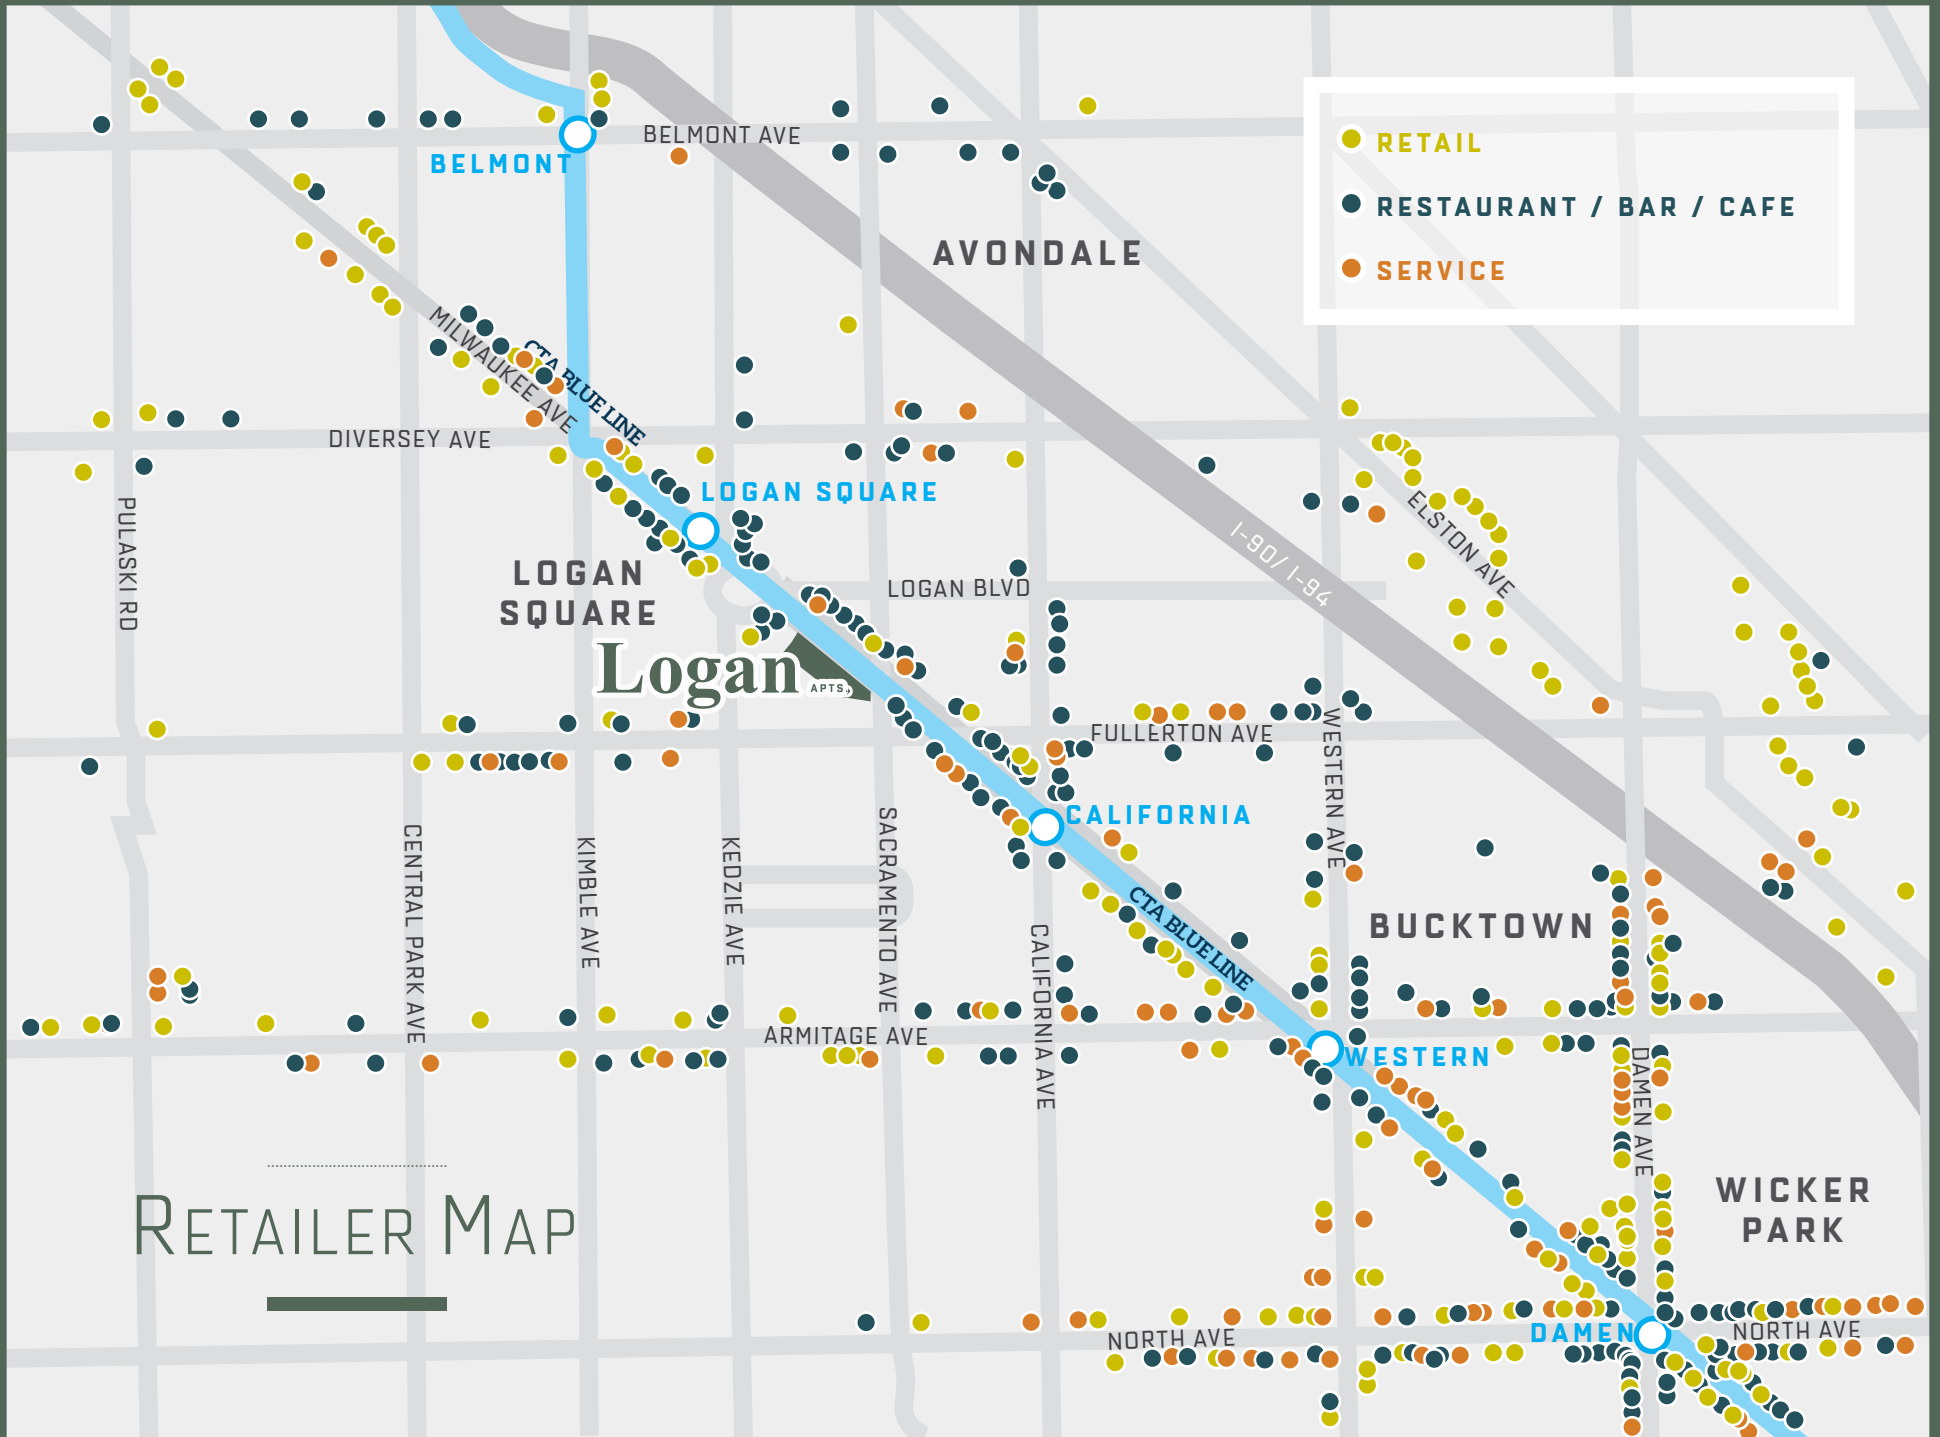 BELMONT AVE
BELMONT
RETAIL
RESTAURANT / BAR / CAFE
SERVICE
AVONDALE
MILWAUKEE AVE
CTA BLUE LINE
DIVERSEY AVE
LOGAN SQUARE
PULASKI RD
ELSTON AVE
I-90/ I-94
LOGAN
SQUARE
LOGAN BLVD
Logan
APTS.
FULLERTON AVE
WESTERN AVE
CALIFORNIA
CENTRAL PARK AVE
KIMBLE AVE
KEDZIE AVE
SACRAMENTO AVE
CALIFORNIA AVE
CTA BLUE LINE
BUCKTOWN
ARMITAGE AVE
WESTERN
DAMEN AVE
RETAILER MAP
WICKER
PARK
NORTH AVE
DAMEN
NORTH AVE